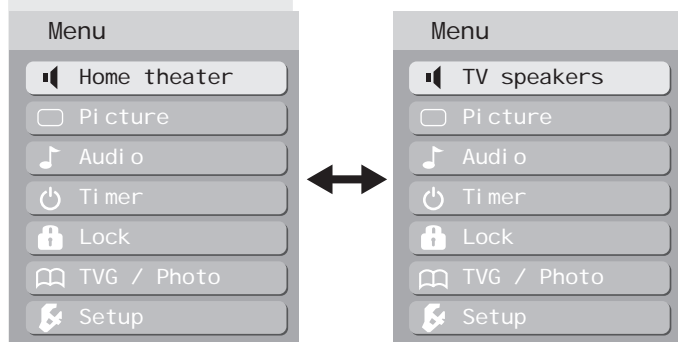 Menu
Home theater
Picture
Audio
Timer
Lock
TVG / Photo
Setup
Menu
TV speakers
Picture
Audio
Timer
Lock
TVG / Photo
Setup